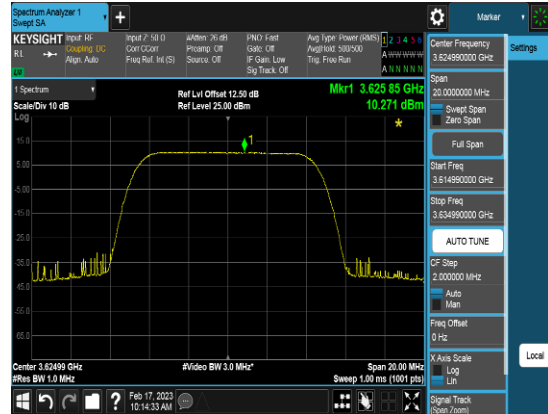 Spectrum Analyzer 1
Swept SA
+
Marker
KEYSIGHT
RL
Input: RF
Coupling: DC
Align: Auto
Input Z: 50 Ω
Corr CCorr
Freq Ref: Int (S)
#Atten: 26 dB
Preamp: Off
Source: Off
PNO: Fast
Gate: Off
IF Gain: Low
Sig Track: Off
Avg Type: Power (RMS)
Avg|Hold: 500/500
Trig: Free Run
1 2 3 4 5 6
A W W W W W
A N N N N N
1 Spectrum
Scale/Div 10 dB
Log
Ref Lvl Offset 12.50 dB
Ref Level 25.00 dBm
Mkr1 3.625 85 GHz
10.271 dBm
1
15.0
5.00
-5.00
-15.0
-25.0
-35.0
-45.0
-55.0
-65.0
Center 3.62499 GHz
#Res BW 1.0 MHz
#Video BW 3.0 MHz*
Span 20.00 MHz
Sweep 1.00 ms (1001 pts)
Feb 17, 2023
10:14:33 AM
?
Center Frequency
3.624990000 GHz
Span
20.0000000 MHz
Swept Span
Zero Span
Full Span
Start Freq
3.614990000 GHz
Stop Freq
3.634990000 GHz
AUTO TUNE
CF Step
2.000000 MHz
Auto
Man
Freq Offset
0 Hz
X Axis Scale
Log
Lin
Signal Track
(Span Zoom)
Settings
Local